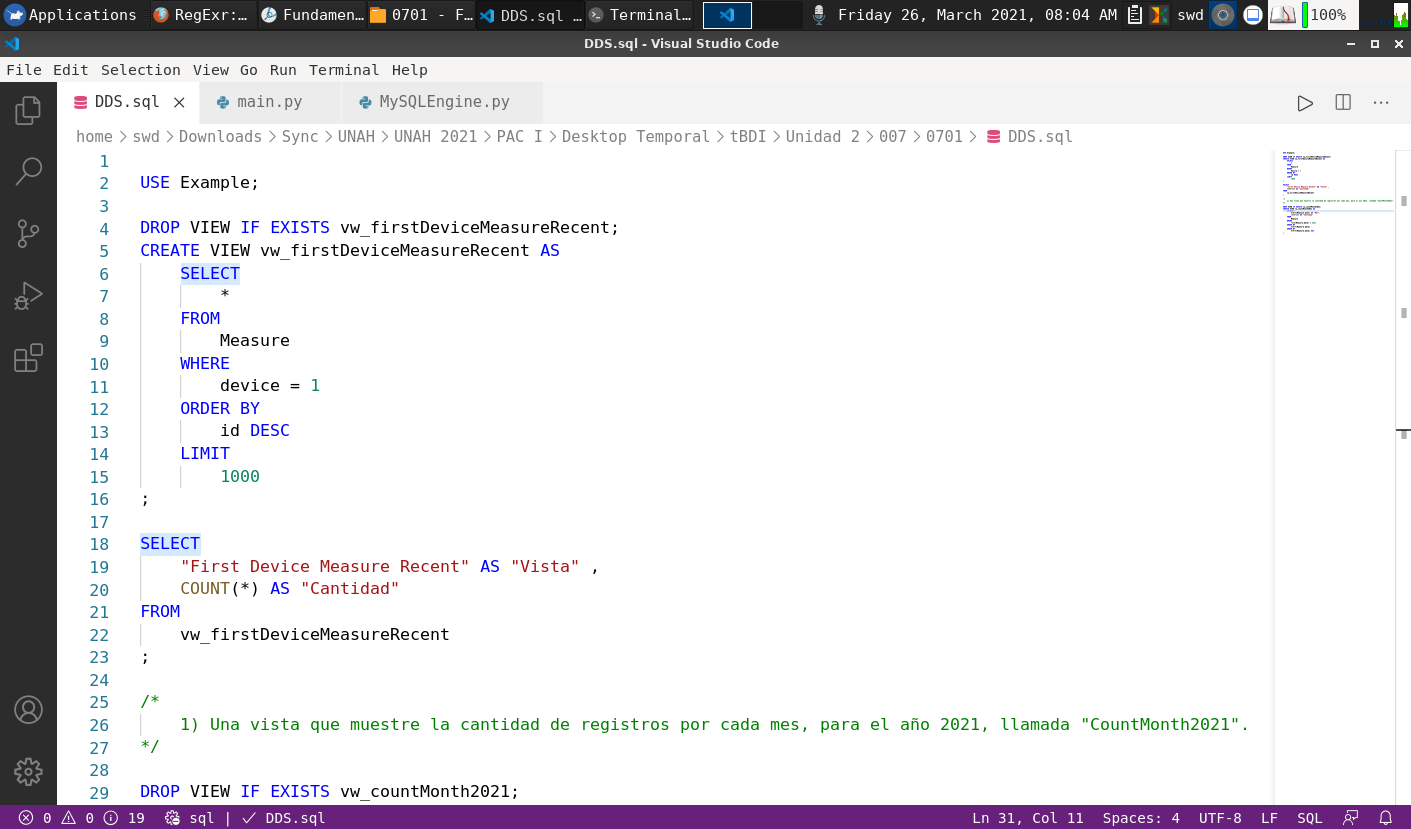 Applications RegExr:... Fundamen... 0701 - F... DDS.sql ... Terminal... Friday 26, March 2021, 08:04 AM swd 100%
DDS.sql - Visual Studio Code
File Edit Selection View Go Run Terminal Help
DDS.sql main.py MySQLEngine.py
home > swd > Downloads > Sync > UNAH > UNAH 2021 > PAC I > Desktop Temporal > tBDI > Unidad 2 > 007 > 0701 > DDS.sql
1
2 USE Example;
3
4 DROP VIEW IF EXISTS vw_firstDeviceMeasureRecent;
5 CREATE VIEW vw_firstDeviceMeasureRecent AS
6 SELECT
7 *
8 FROM
9 Measure
10 WHERE
11 device = 1
12 ORDER BY
13 id DESC
14 LIMIT
15 1000
16 ;
17
18 SELECT
19 "First Device Measure Recent" AS "Vista" ,
20 COUNT(*) AS "Cantidad"
21 FROM
22 vw_firstDeviceMeasureRecent
23 ;
24
25 /*
26 1) Una vista que muestre la cantidad de registros por cada mes, para el año 2021, llamada "CountMonth2021".
27 */
28
29 DROP VIEW IF EXISTS vw_countMonth2021;
0 0 19 sql | DDS.sql Ln 31, Col 11 Spaces: 4 UTF-8 LF SQL